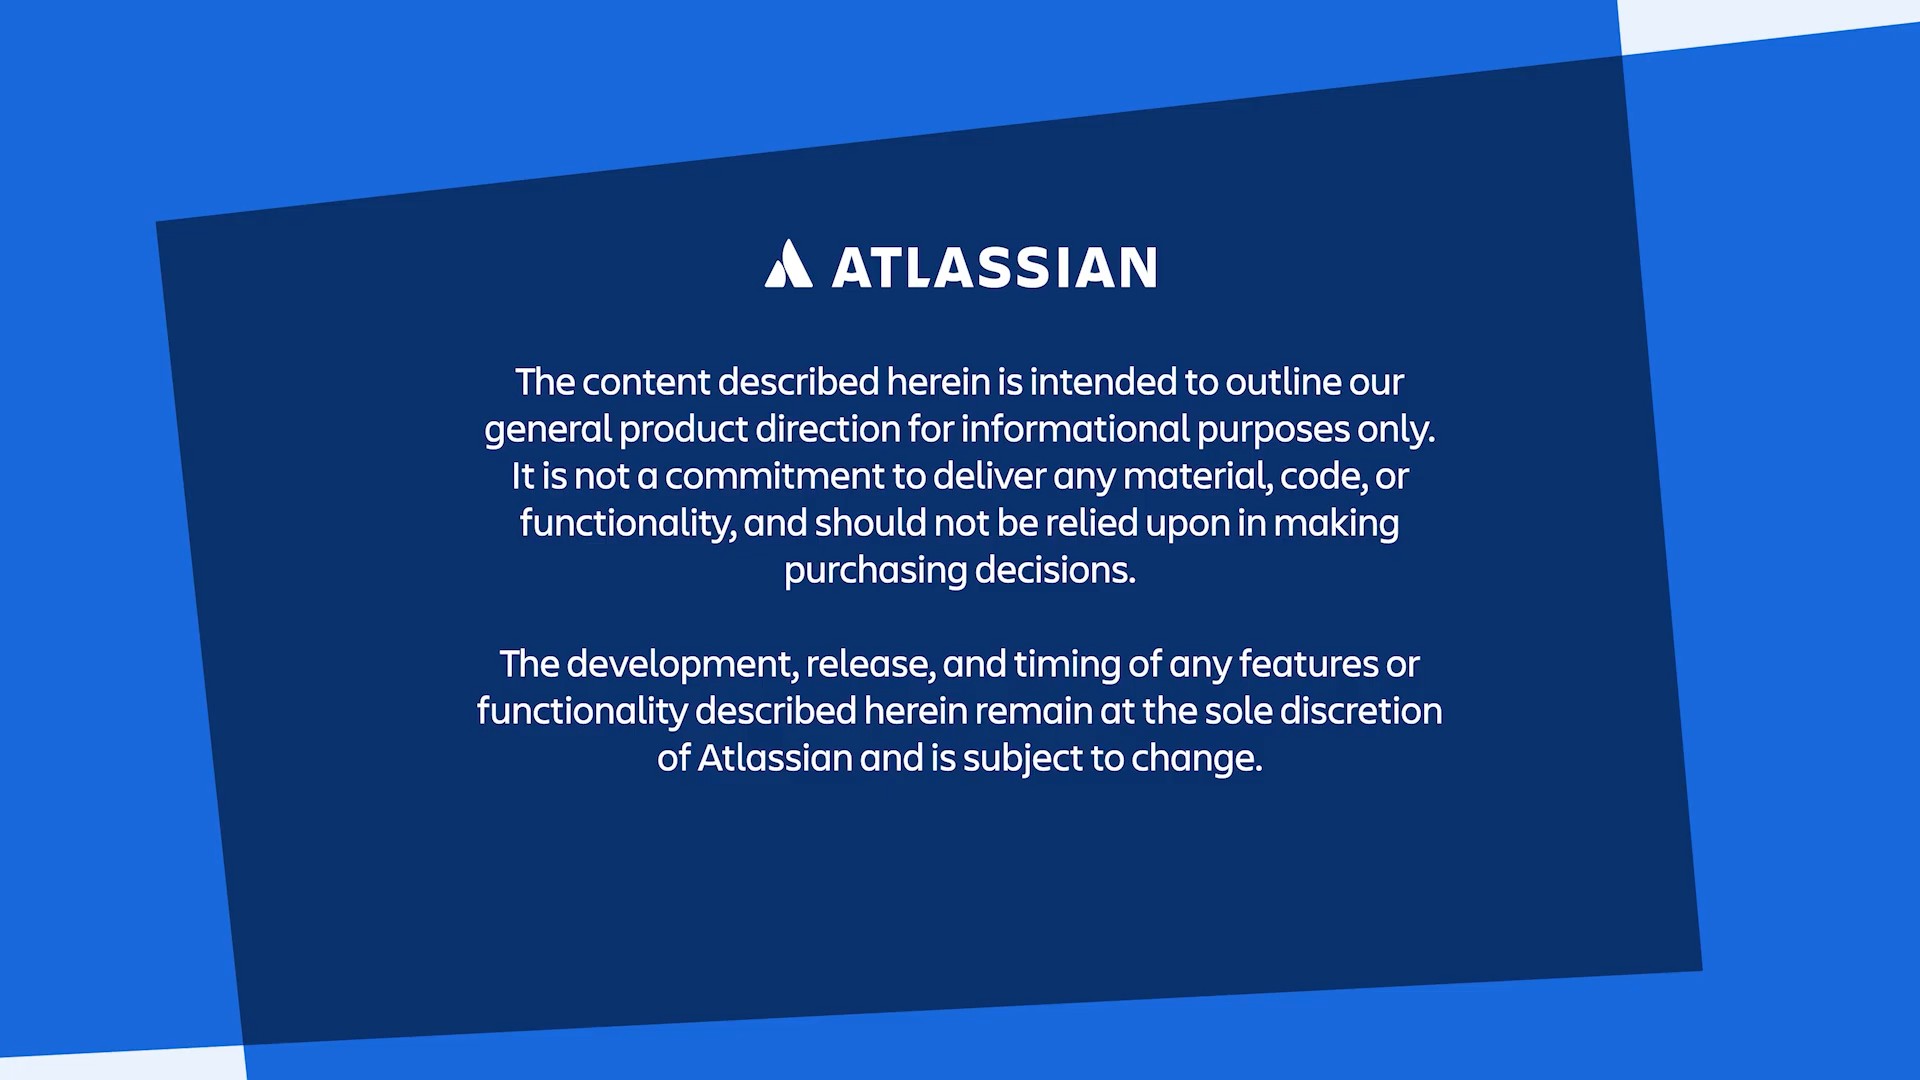 ATLASSIAN
The content described herein is intended to outline our
general product direction for informational purposes only.
It is not a commitment to deliver any material, code, or
functionality, and should not be relied upon in making
purchasing decisions.
The development, release, and timing of any features or
functionality described herein remain at the sole discretion
of Atlassian and is subject to change.